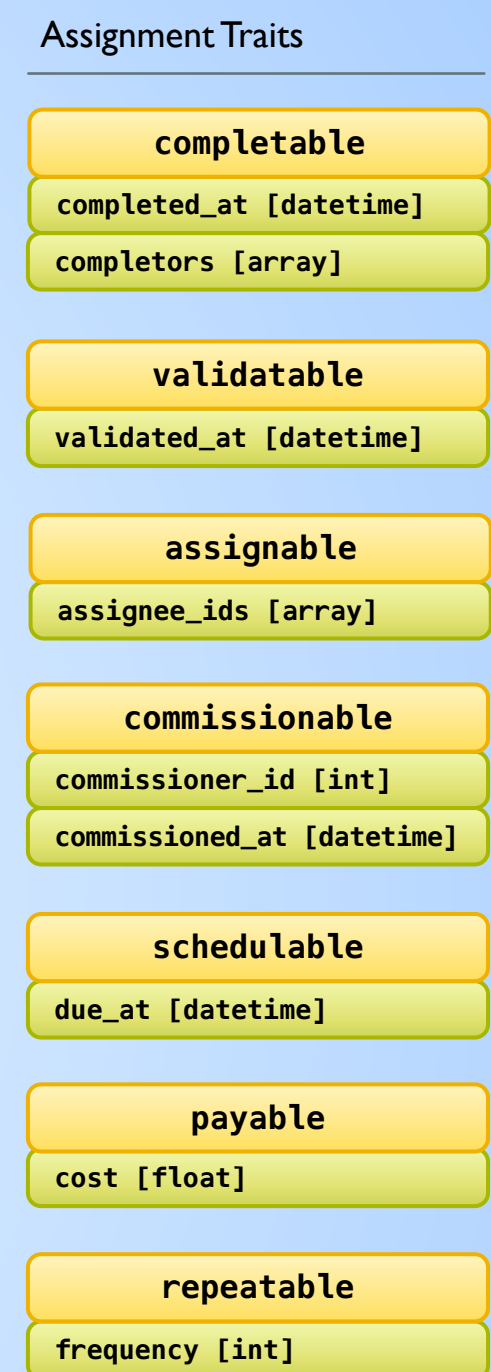 Assignment Traits
completable
completed_at [datetime]
completors [array]
validatable
validated_at [datetime]
assignable
assignee_ids [array]
commissionable
commissioner_id [int]
commissioned_at [datetime]
schedulable
due_at [datetime]
payable
cost [float]
repeatable
frequency [int]